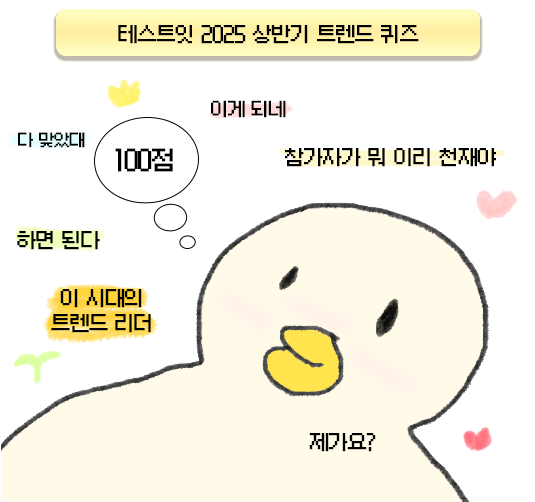 테스트잇 2025 상반기 트렌드 퀴즈
이게 되네
다 맞았대
100점
참가자가 뭐 이리 천재야
하면 된다
이 시대의
트렌드 리더
제가요?